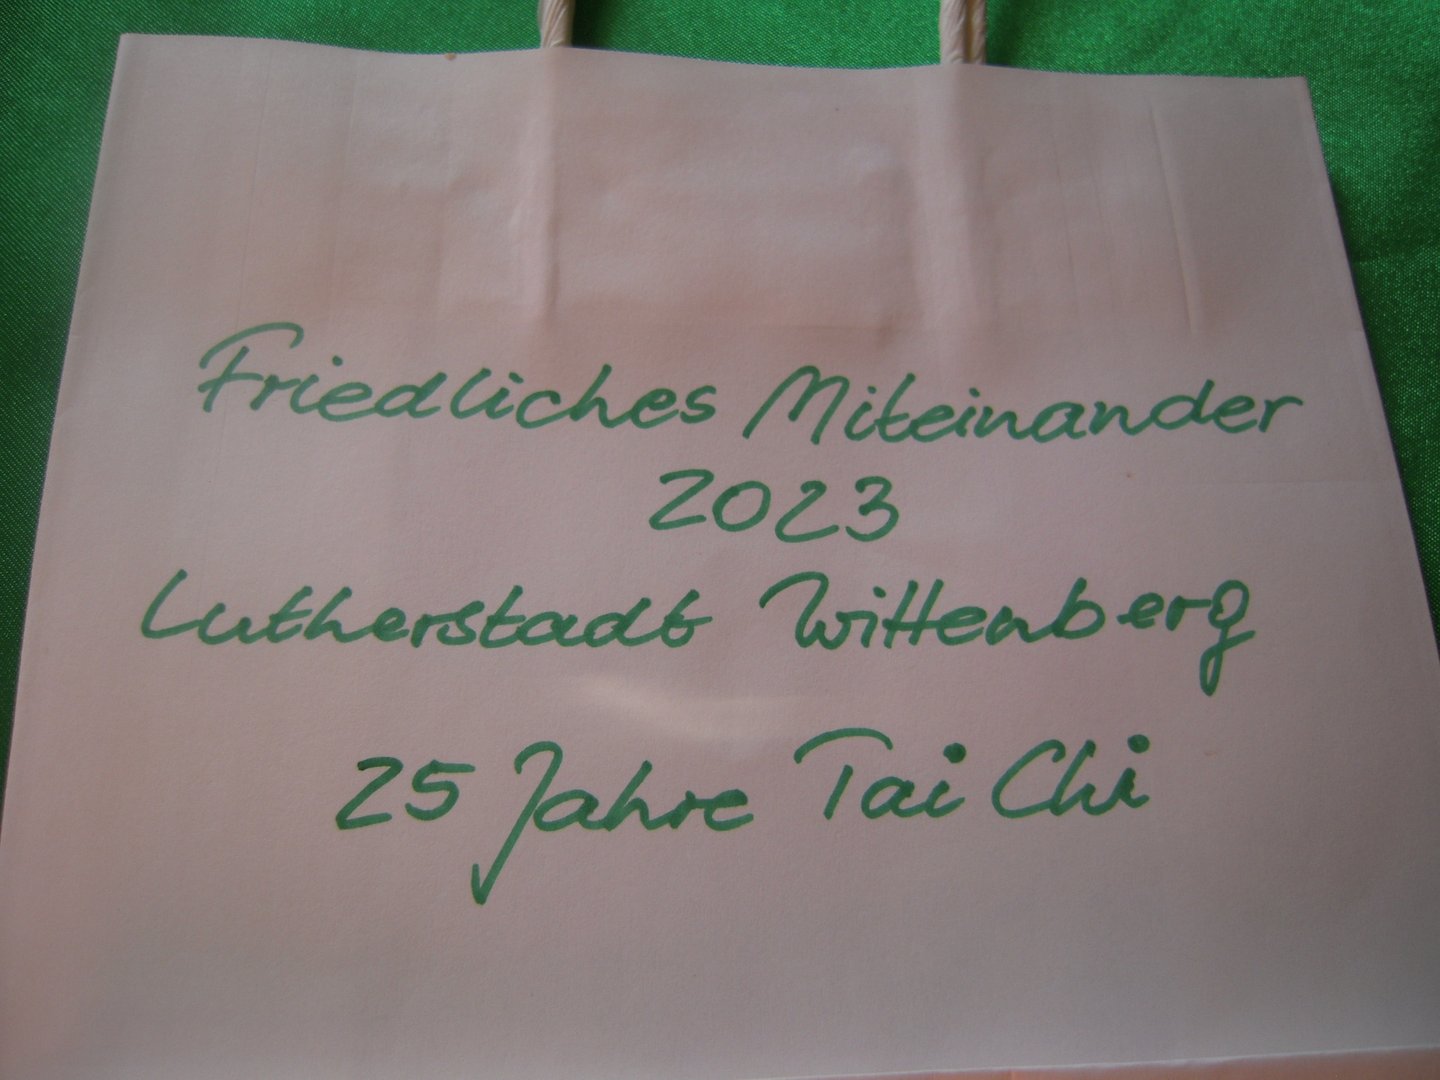 Friedliches Miteinander
2023
Lutherstadt Wittenberg
25 Jahre Tai Chi